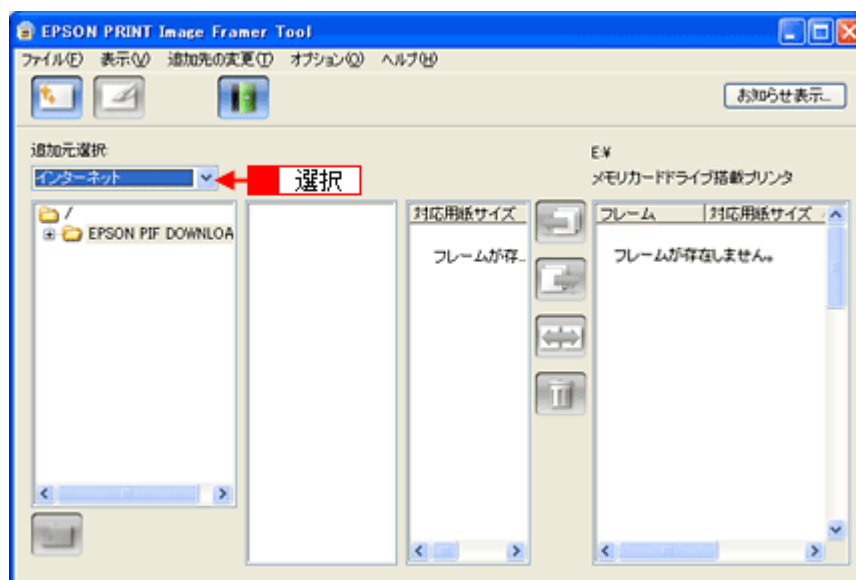 EPSON PRINT Image Framer Tool
ファイル(F) 表示(V) 追加先の変更(T) オプション(O) ヘルプ(H)
お知らせ表示...
追加元選択:
E:¥
インターネット
選択
メモリカードドライブ搭載プリンタ
/
対応用紙サイズ
フレーム
対応用紙サイズ
EPSON PIF DOWNLOA
フレームが存...
フレームが存在しません。